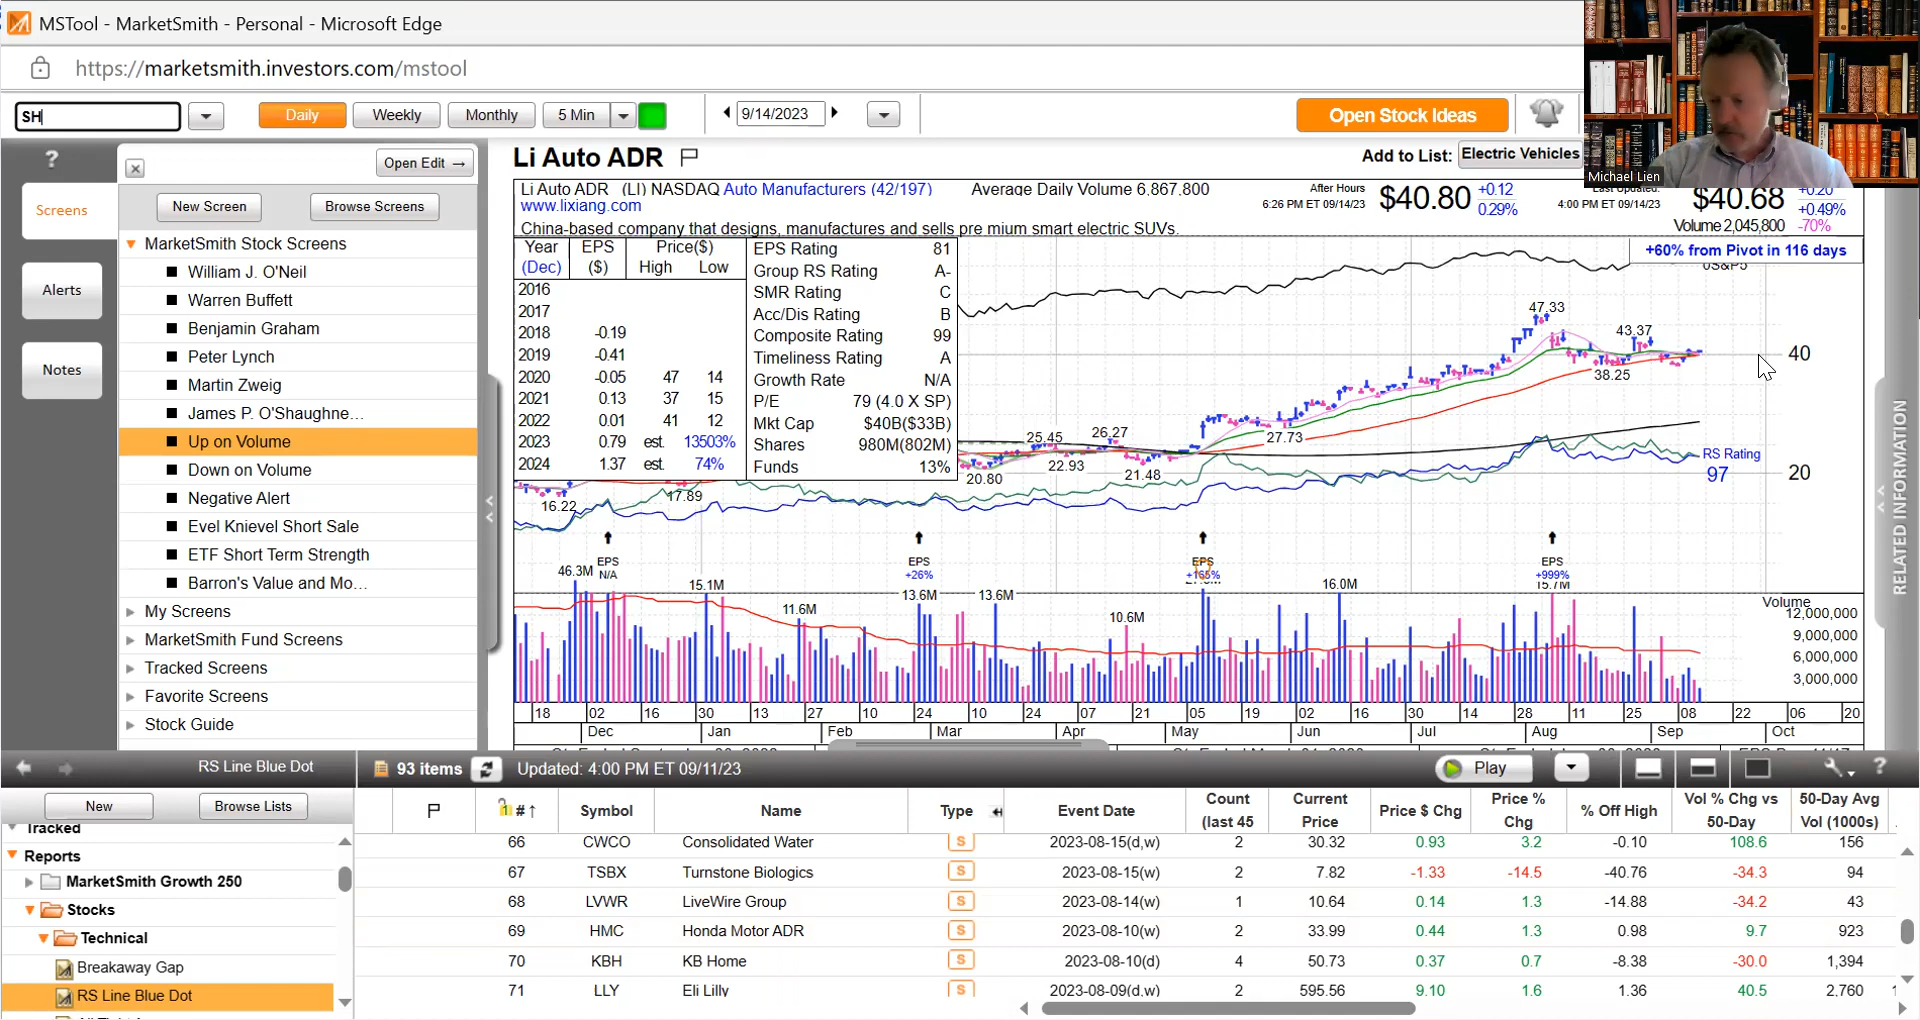 MSTool - MarketSmith - Personal - Microsoft Edge
https://marketsmith.investors.com/mstool
SH
Daily
Weekly
Monthly
5 Min
9/14/2023
Open Stock Ideas
Michael Lien
?
Screens
Alerts
Notes
Open Edit →
New Screen
Browse Screens
MarketSmith Stock Screens
William J. O'Neil
Warren Buffett
Benjamin Graham
Peter Lynch
Martin Zweig
James P. O'Shaughne...
Up on Volume
Down on Volume
Negative Alert
Evel Knievel Short Sale
ETF Short Term Strength
Barron's Value and Mo...
My Screens
MarketSmith Fund Screens
Tracked Screens
Favorite Screens
Stock Guide
Li Auto ADR
Add to List: Electric Vehicles
Li Auto ADR (LI) NASDAQ Auto Manufacturers (42/197) Average Daily Volume 6,867,800
www.lixiang.com
China-based company that designs, manufactures and sells pre mium smart electric SUVs.
After Hours
6:26 PM ET 09/14/23
$40.80 +0.12
0.29%
4:00 PM ET 09/14/23
$40.68 +0.20
+0.49%
Volume 2,045,800 -70%
+60% from Pivot in 116 days
Year EPS Price($)
(Dec) ($) High Low
2016
2017
2018 -0.19
2019 -0.41
2020 -0.05 47 14
2021 0.13 37 15
2022 0.01 41 12
2023 0.79 est. 13503%
2024 1.37 est. 74%
EPS Rating 81
Group RS Rating A-
SMR Rating C
Acc/Dis Rating B
Composite Rating 99
Timeliness Rating A
Growth Rate N/A
P/E 79 (4.0 X SP)
Mkt Cap $40B($33B)
Shares 980M(802M)
Funds 13%
47.33
43.37
40
38.25
25.45
26.27
27.73
22.93
21.48
20.80
17.89
16.22
RS Rating
97
20
EPS
N/A
EPS
+26%
EPS
+165%
EPS
+999%
46.3M
15.1M
11.6M
13.6M
13.6M
10.6M
16.0M
15.7M
Volume
12,000,000
9,000,000
6,000,000
3,000,000
18 02 16 30 13 27 10 24 10 24 07 21 05 19 02 16 30 14 28 11 25 08 22 06 20
Dec Jan Feb Mar Apr May Jun Jul Aug Sep Oct
RELATED INFORMATION
RS Line Blue Dot
93 items
Updated: 4:00 PM ET 09/11/23
Play
?
New
Browse Lists
Tracked
Reports
MarketSmith Growth 250
Stocks
Technical
Breakaway Gap
RS Line Blue Dot
# ↑ Symbol Name Type Event Date Count (last 45 Current Price Price $ Chg Price % Chg % Off High Vol % Chg vs 50-Day 50-Day Avg Vol (1000s)
66 CWCO Consolidated Water S 2023-08-15(d,w) 2 30.32 0.93 3.2 -0.10 108.6 156
67 TSBX Turnstone Biologics S 2023-08-15(w) 2 7.82 -1.33 -14.5 -40.76 -34.3 94
68 LVWR LiveWire Group S 2023-08-14(w) 1 10.64 0.14 1.3 -14.88 -34.2 43
69 HMC Honda Motor ADR S 2023-08-10(w) 2 33.99 0.44 1.3 0.98 9.7 923
70 KBH KB Home S 2023-08-10(d) 4 50.73 0.37 0.7 -8.38 -30.0 1,394
71 LLY Eli Lilly S 2023-08-09(d,w) 2 595.56 9.10 1.6 1.36 40.5 2,760